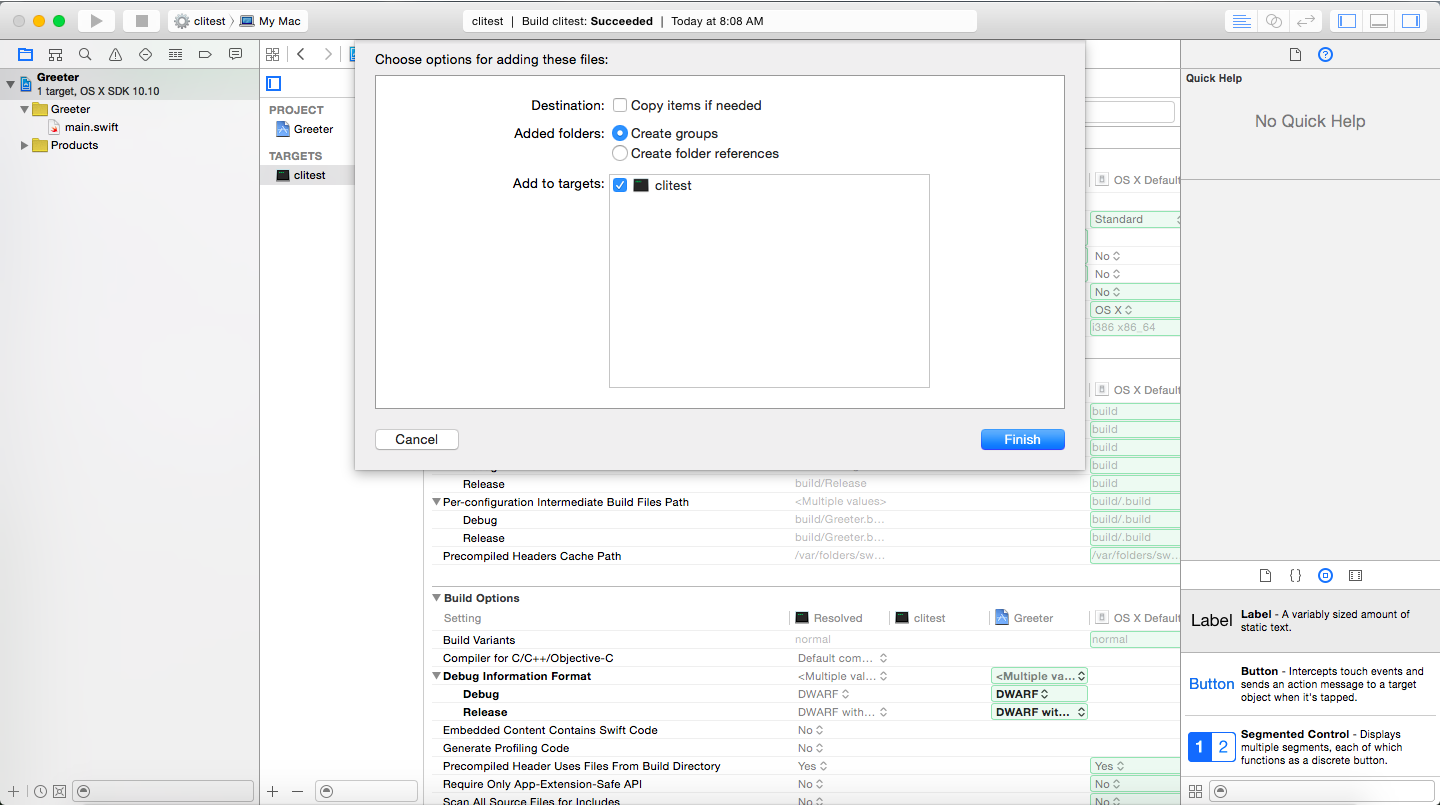 clitest 〉 My Mac
clitest | Build clitest: Succeeded | Today at 8:08 AM
Greeter
1 target, OS X SDK 10.10
Greeter
main.swift
Products
PROJECT
Greeter
TARGETS
clitest
Choose options for adding these files:
Destination: Copy items if needed
Added folders: Create groups
Create folder references
Add to targets: clitest
Cancel
Finish
OS X Default
Standard
No
No
No
OS X
i386 x86_64
OS X Default
build
build
build
build
Release build/Release build
Per-configuration Intermediate Build Files Path <Multiple values> build/.build
Debug build/Greeter.b... build/.build
Release build/Greeter.b... build/.build
Precompiled Headers Cache Path /var/folders/sw... /var/folders/sw...
Build Options
Setting Resolved clitest Greeter OS X Default
Build Variants normal normal
Compiler for C/C++/Objective-C Default com...
Debug Information Format <Multiple val... <Multiple va...
Debug DWARF DWARF
Release DWARF with... DWARF wit...
Embedded Content Contains Swift Code No
Generate Profiling Code No
Precompiled Header Uses Files From Build Directory Yes Yes
Require Only App-Extension-Safe API No No
Scan All Source Files for Includes No No
Quick Help
No Quick Help
{}
Label
Label - A variably sized amount of
static text.
Button
Button - Intercepts touch events and
sends an action message to a target
object when it's tapped.
1 2
Segmented Control - Displays
multiple segments, each of which
functions as a discrete button.